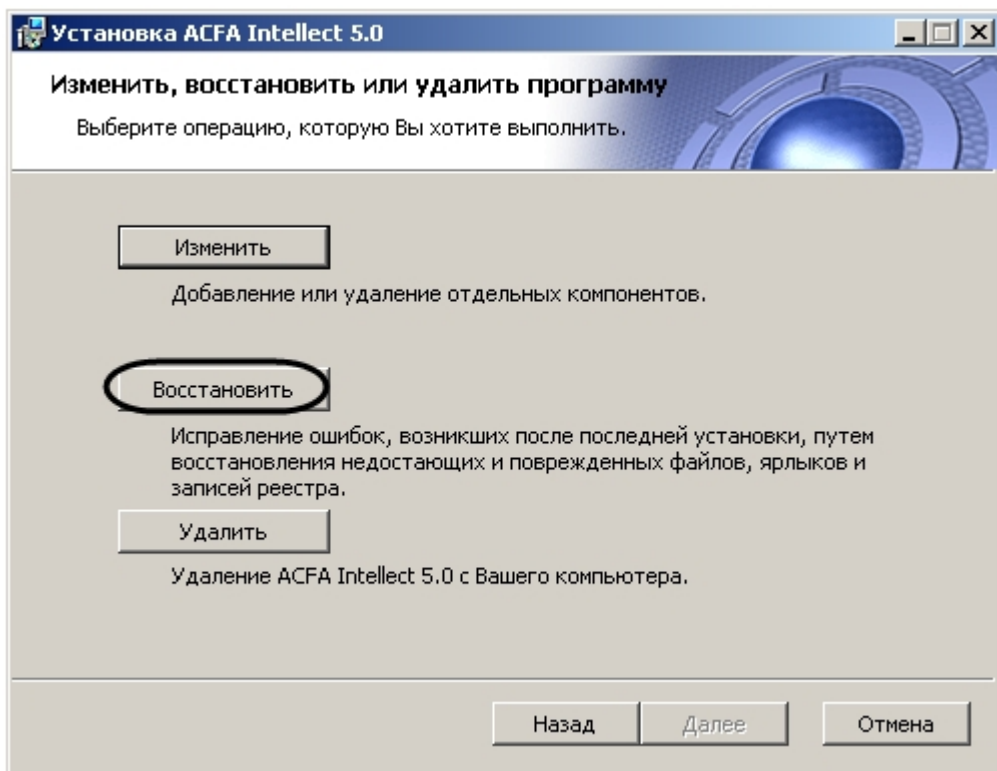 Установка ACFA Intellect 5.0
Изменить, восстановить или удалить программу
Выберите операцию, которую Вы хотите выполнить.
Изменить
Добавление или удаление отдельных компонентов.
Восстановить
Исправление ошибок, возникших после последней установки, путем
восстановления недостающих и поврежденных файлов, ярлыков и
записей реестра.
Удалить
Удаление ACFA Intellect 5.0 с Вашего компьютера.
Назад
Далее
Отмена